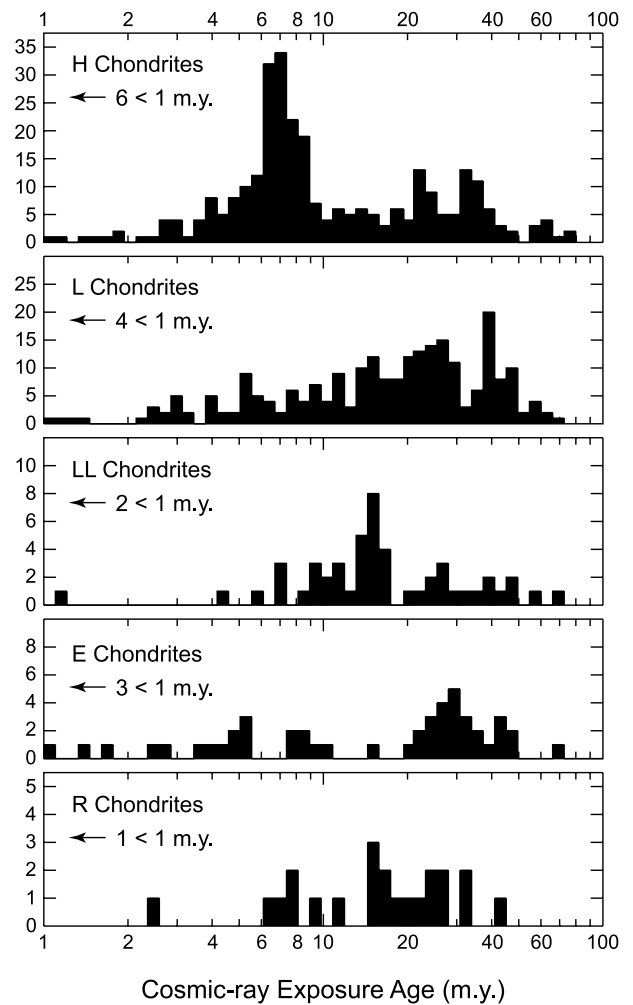 1 2 4 6 8 10 20 40 60 100
35
30
25
20
15
10
5
0
H Chondrites
← 6 < 1 m.y.
25
20
15
10
5
0
L Chondrites
← 4 < 1 m.y.
10
8
6
4
2
0
LL Chondrites
← 2 < 1 m.y.
8
6
4
2
0
E Chondrites
← 3 < 1 m.y.
5
4
3
2
1
0
R Chondrites
← 1 < 1 m.y.
1 2 4 6 8 10 20 40 60 100
Cosmic-ray Exposure Age (m.y.)